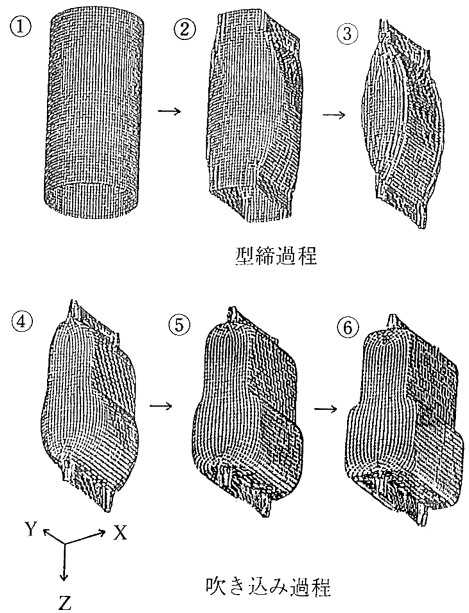 ① → ② → ③
型締過程
④ → ⑤ → ⑥
Y X
Z
吹き込み過程